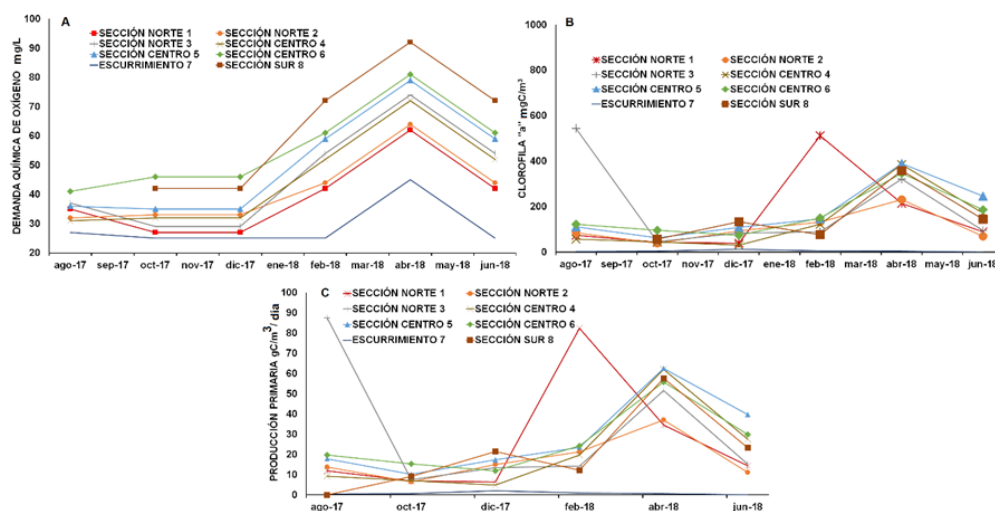 A
DEMANDA QUÍMICA DE OXÍGENO mg/L
100
90
80
70
60
50
40
30
20
SECCIÓN NORTE 1 SECCIÓN NORTE 2
SECCIÓN NORTE 3 SECCIÓN CENTRO 4
SECCIÓN CENTRO 5 SECCIÓN CENTRO 6
ESCURRIMIENTO 7 SECCIÓN SUR 8
ago-17 sep-17 oct-17 nov-17 dic-17 ene-18 feb-18 mar-18 abr-18 may-18 jun-18
B
CLOROFILA "a" mgC/m³
1000
800
600
400
200
0
SECCIÓN NORTE 1 SECCIÓN NORTE 2
SECCIÓN NORTE 3 SECCIÓN CENTRO 4
SECCIÓN CENTRO 5 SECCIÓN CENTRO 6
ESCURRIMIENTO 7 SECCIÓN SUR 8
ago-17 sep-17 oct-17 nov-17 dic-17 ene-18 feb-18 mar-18 abr-18 may-18 jun-18
C
PRODUCCIÓN PRIMARIA gC/m³/ día
100
90
80
70
60
50
40
30
20
10
0
SECCIÓN NORTE 1 SECCIÓN NORTE 2
SECCIÓN NORTE 3 SECCIÓN CENTRO 4
SECCIÓN CENTRO 5 SECCIÓN CENTRO 6
ESCURRIMIENTO 7 SECCIÓN SUR 8
ago-17 oct-17 dic-17 feb-18 abr-18 jun-18